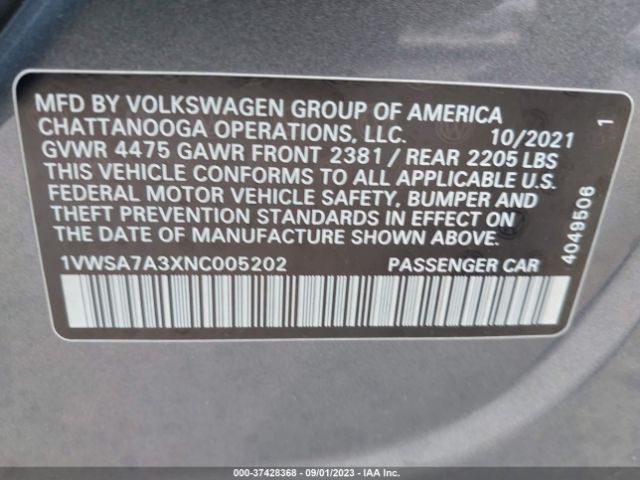 MFD BY VOLKSWAGEN GROUP OF AMERICA
CHATTANOOGA OPERATIONS, LLC. 10/2021
GVWR 4475 GAWR FRONT 2381 / REAR 2205 LBS
THIS VEHICLE CONFORMS TO ALL APPLICABLE U.S.
FEDERAL MOTOR VEHICLE SAFETY, BUMPER AND
THEFT PREVENTION STANDARDS IN EFFECT ON
THE DATE OF MANUFACTURE SHOWN ABOVE.
1VWSA7A3XNC005202 PASSENGER CAR
1
4049506
000-37428368 - 09/01/2023 - IAA Inc.